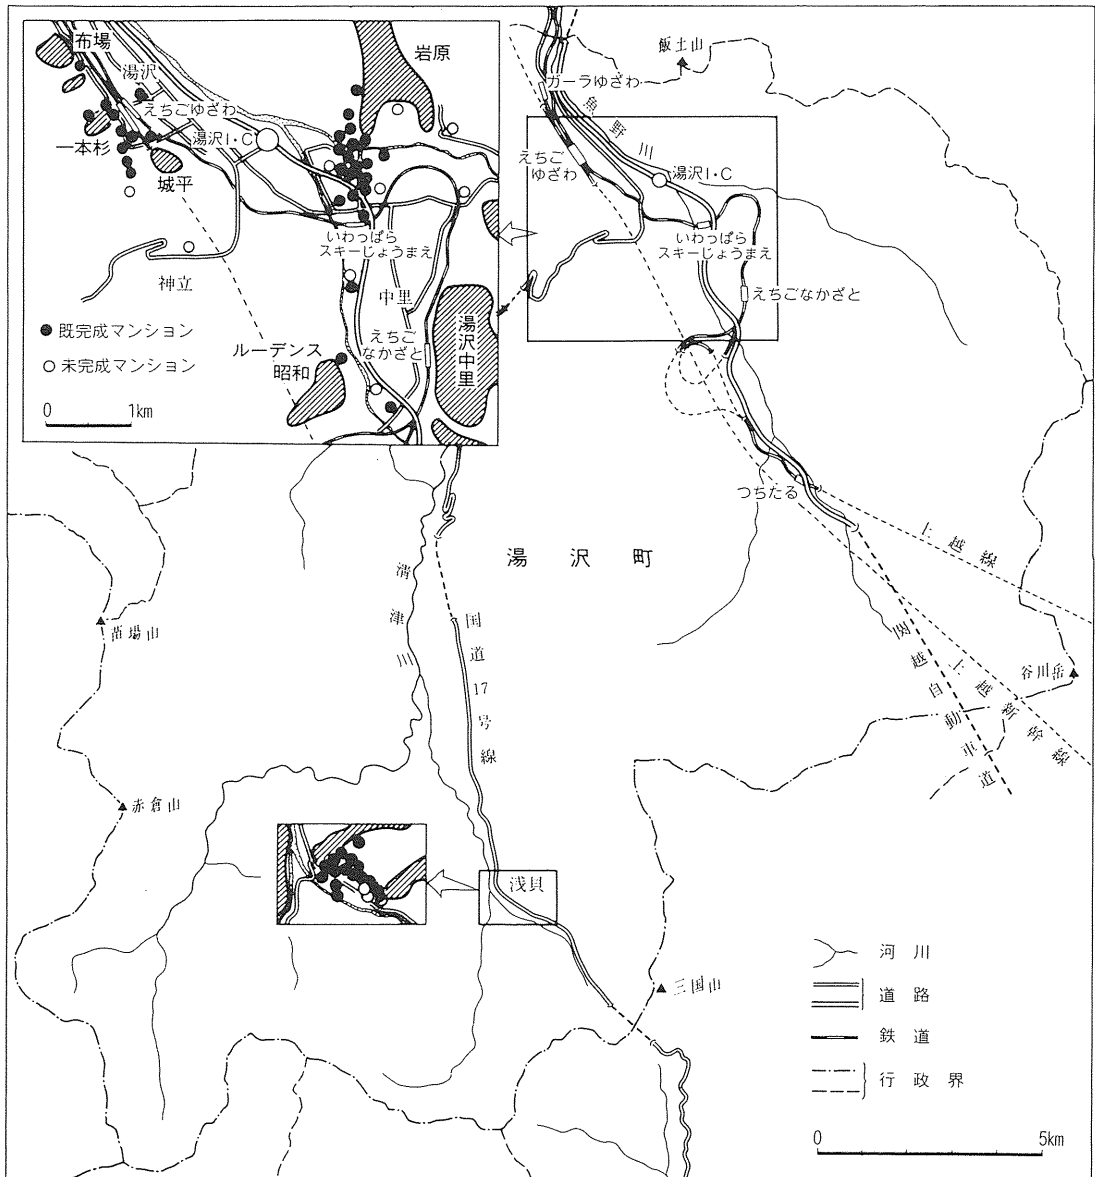 布場
岩原
湯沢
えちごゆざわ
湯沢I・C
一本杉
城平
いわっぱら
スキーじょうまえ
神立
中里
既完成マンション
未完成マンション
ルーデンス
昭和
えちご
なかざと
湯沢中里
0 1km
飯士山
ガーラゆざわ
魚野川
えちご
ゆざわ
湯沢I・C
いわっぱら
スキーじょうまえ
えちごなかざと
つちたる
上越線
湯沢町
清津川
国道17号線
苗場山
関越自動車道
上越新幹線
谷川岳
赤倉山
浅貝
三国山
河川
道路
鉄道
行政界
0 5km